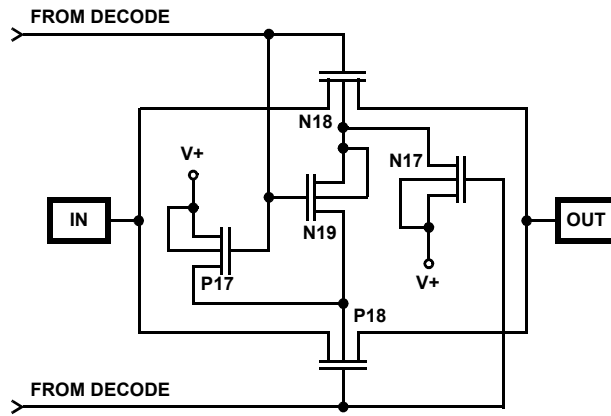 FROM DECODE
N18
V+
N17
IN
N19
OUT
P17
V+
P18
FROM DECODE